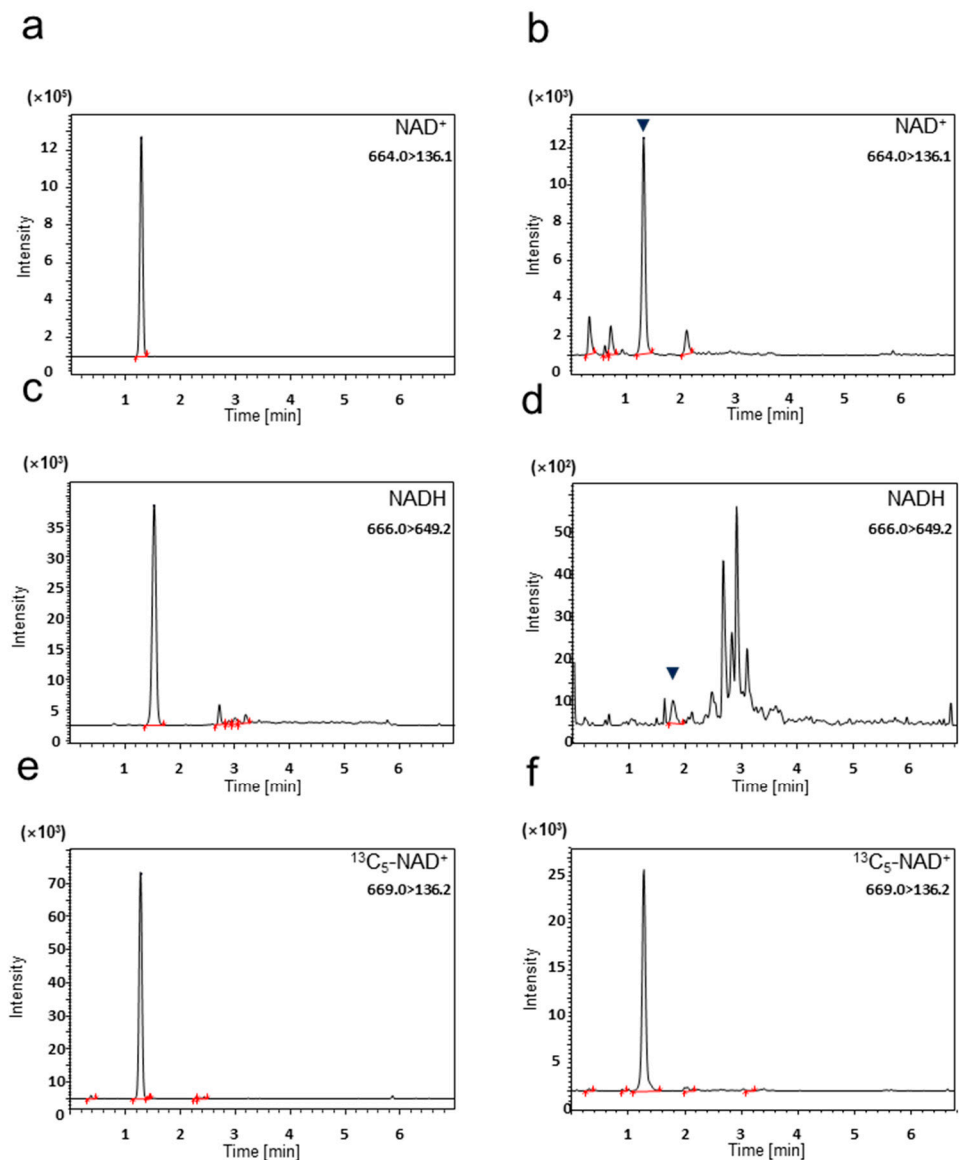 a
(×10⁵)
NAD⁺
664.0>136.1
12
10
8
6
4
2
0
Intensity
1 2 3 4 5 6
Time [min]
b
(×10³)
NAD⁺
664.0>136.1
12
10
8
6
4
2
0
Intensity
1 2 3 4 5 6
Time [min]
c
(×10³)
NADH
666.0>649.2
35
30
25
20
15
10
5
0
Intensity
1 2 3 4 5 6
Time [min]
d
(×10²)
NADH
666.0>649.2
50
40
30
20
10
0
Intensity
1 2 3 4 5 6
Time [min]
e
(×10³)
¹³C₅-NAD⁺
669.0>136.2
70
60
50
40
30
20
10
0
Intensity
1 2 3 4 5 6
Time [min]
f
(×10³)
¹³C₅-NAD⁺
669.0>136.2
25
20
15
10
5
0
Intensity
1 2 3 4 5 6
Time [min]